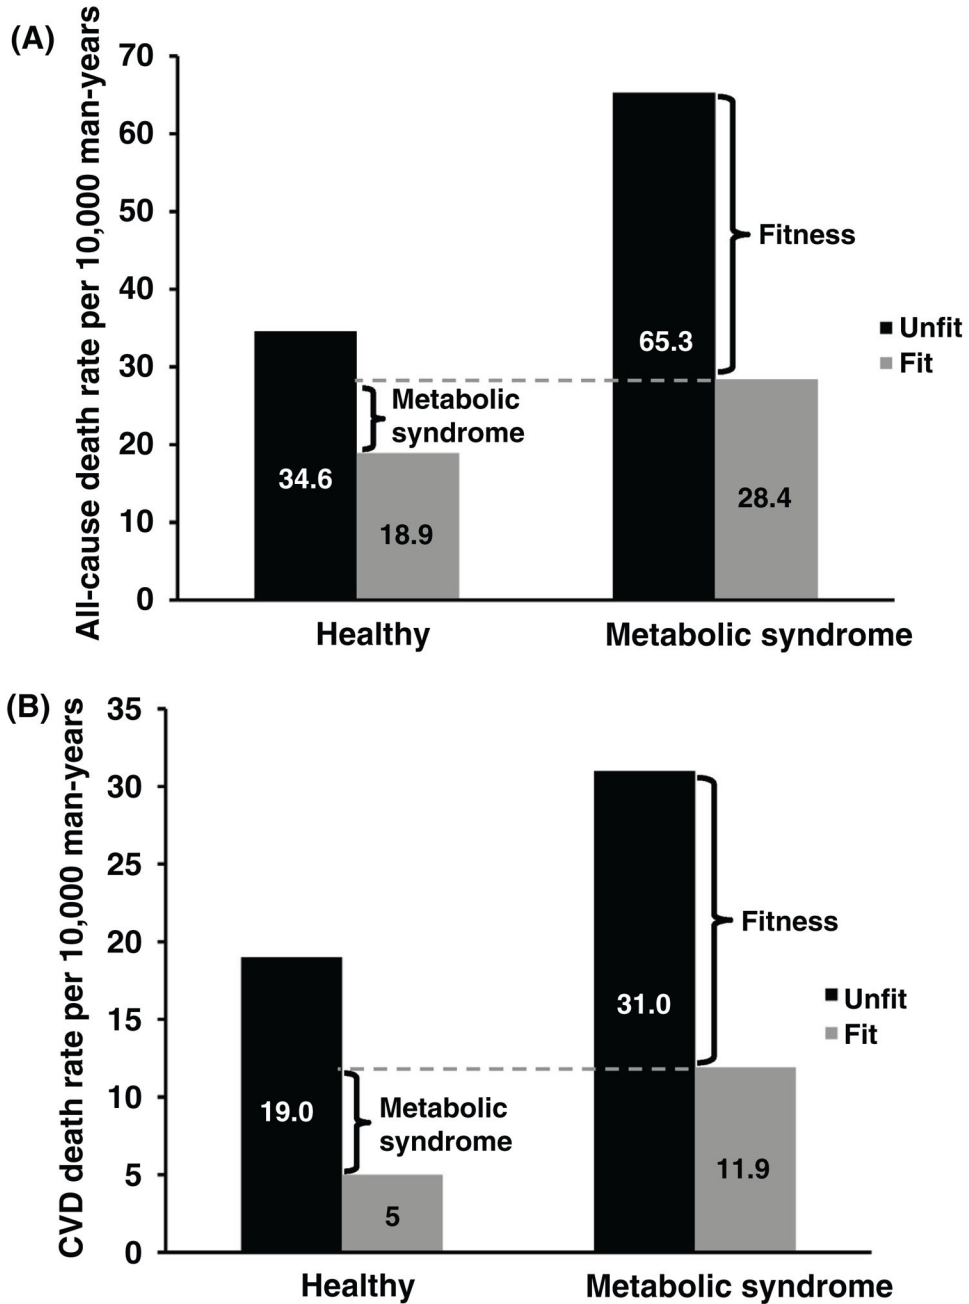 (A)
All-cause death rate per 10,000 man-years
70
60
50
40
30
20
10
0
34.6
18.9
Metabolic
syndrome
65.3
28.4
Fitness
Unfit
Fit
Healthy
Metabolic syndrome
(B)
CVD death rate per 10,000 man-years
35
30
25
20
15
10
5
0
19.0
5
Metabolic
syndrome
31.0
11.9
Fitness
Unfit
Fit
Healthy
Metabolic syndrome